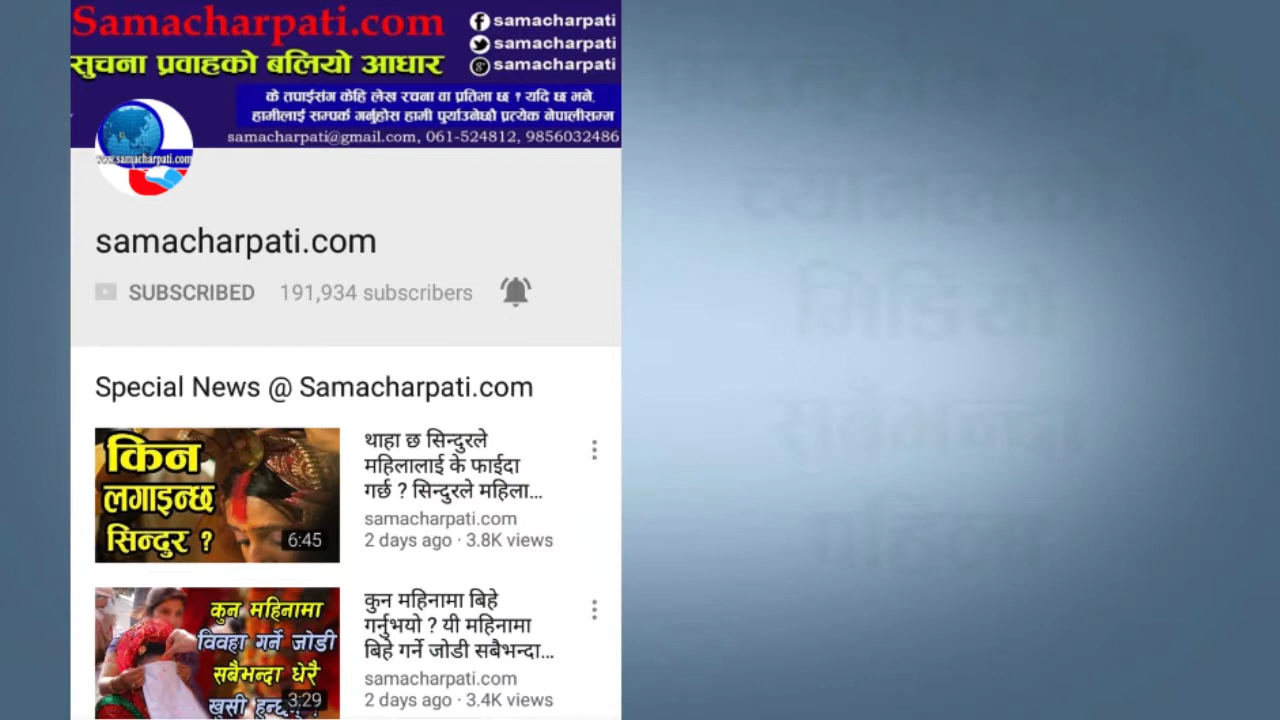 Samacharpati.com
सुचना प्रवाहको बलियो आधार
samacharpati
samacharpati
samacharpati
के तपाईसंग केहि लेख रचना वा प्रतिभा छ ? यदि छ भने,
हामीलाई सम्पर्क गर्नुहोस हामी पुर्याउनेछौ प्रत्येक नेपालीसम्म
samacharpati@gmail.com, 061-524812, 9856032486
www.samacharpati.com
samacharpati.com
SUBSCRIBED 191,934 subscribers
Special News @ Samacharpati.com
किन
लगाइन्छ
सिन्दुर ?
6:45
थाहा छ सिन्दुरले
महिलालाई के फाईदा
गर्छ ? सिन्दुरले महिला...
samacharpati.com
2 days ago · 3.8K views
कुन महिनामा
विवहा गर्ने जोडी
सबैभन्दा धेरै
खुसी
3:29
कुन महिनामा बिहे
गर्नुभयो ? यी महिनामा
बिहे गर्ने जोडी सबैभन्दा...
samacharpati.com
2 days ago · 3.4K views